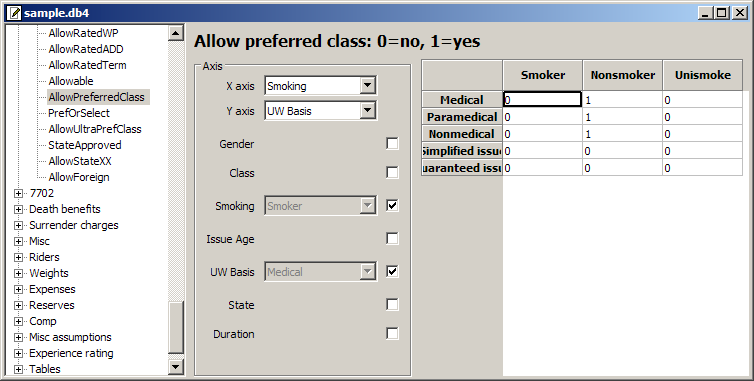 sample.db4
AllowRatedWP
AllowRatedADD
AllowRatedTerm
Allowable
AllowPreferredClass
PrefOrSelect
AllowUltraPrefClass
StateApproved
AllowStateXX
AllowForeign
7702
Death benefits
Surrender charges
Misc
Riders
Weights
Expenses
Reserves
Comp
Misc assumptions
Experience rating
Tables
Allow preferred class: 0=no, 1=yes
Axis
X axis Smoking
Y axis UW Basis
Gender
Class
Smoking Smoker
Issue Age
UW Basis Medical
State
Duration
Smoker Nonsmoker Unismoke
Medical 0 1 0
Paramedical 0 1 0
Nonmedical 0 1 0
Simplified issue 0 0 0
uaranteed issu 0 0 0